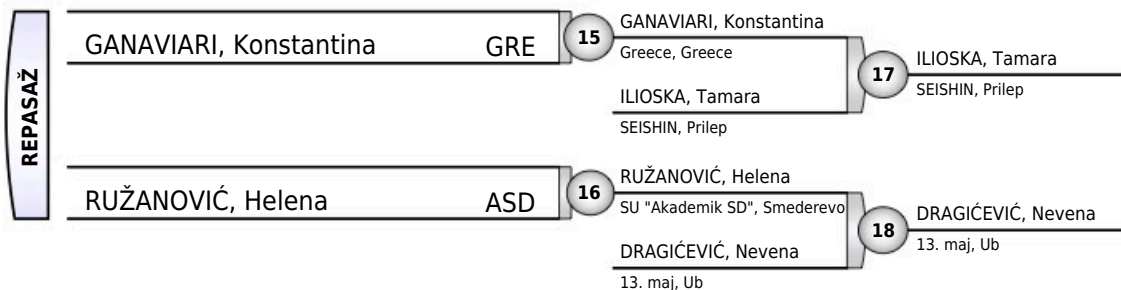 REPASAŽ
GANAVIARI, Konstantina GRE
15
GANAVIARI, Konstantina
Greece, Greece
ILIOSKA, Tamara
SEISHIN, Prilep
17
ILIOSKA, Tamara
SEISHIN, Prilep
RUŽANOVIĆ, Helena ASD
16
RUŽANOVIĆ, Helena
SU "Akademik SD", Smederevo
DRAGIĆEVIĆ, Nevena
13. maj, Ub
18
DRAGIĆEVIĆ, Nevena
13. maj, Ub